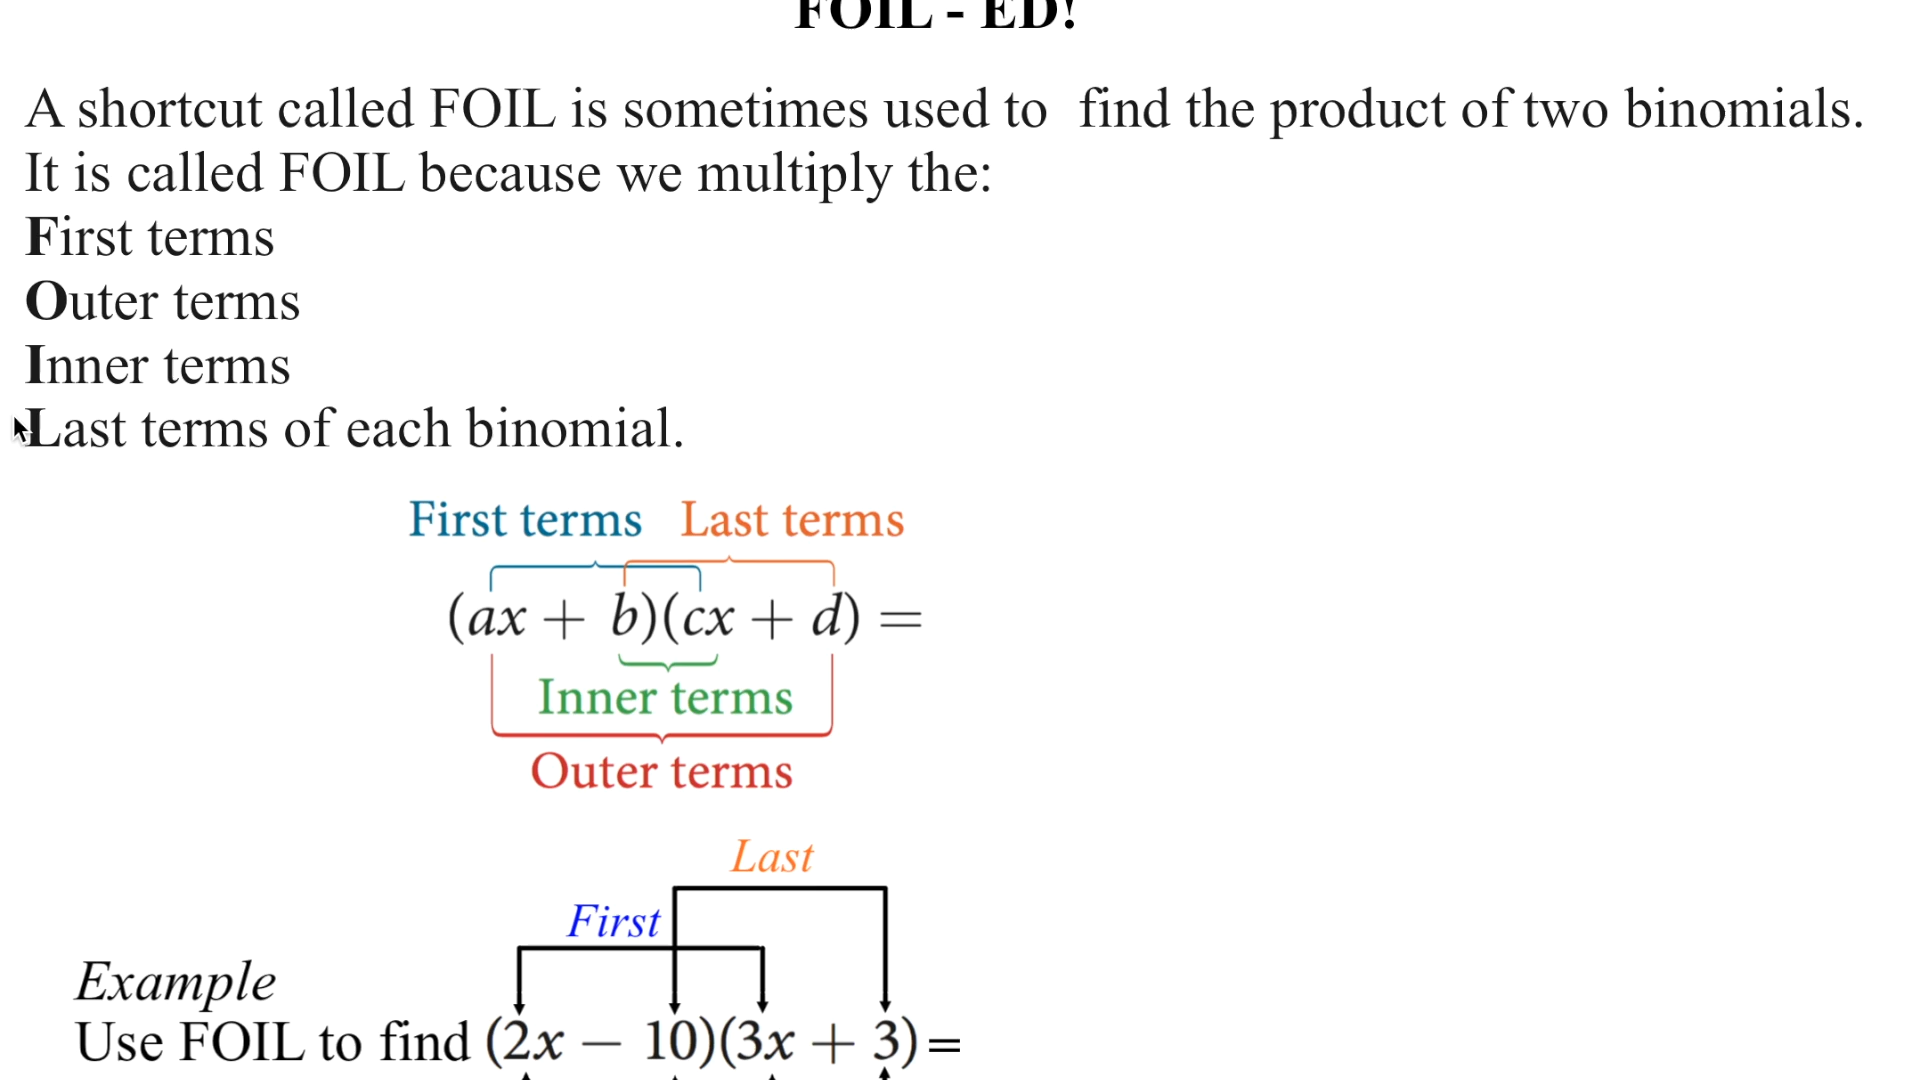 FOIL - ED!
A shortcut called FOIL is sometimes used to find the product of two binomials.
It is called FOIL because we multiply the:
First terms
Outer terms
Inner terms
Last terms of each binomial.
First terms Last terms
(ax + b)(cx + d) =
Inner terms
Outer terms
Last
First
Example
Use FOIL to find (2x − 10)(3x + 3) =